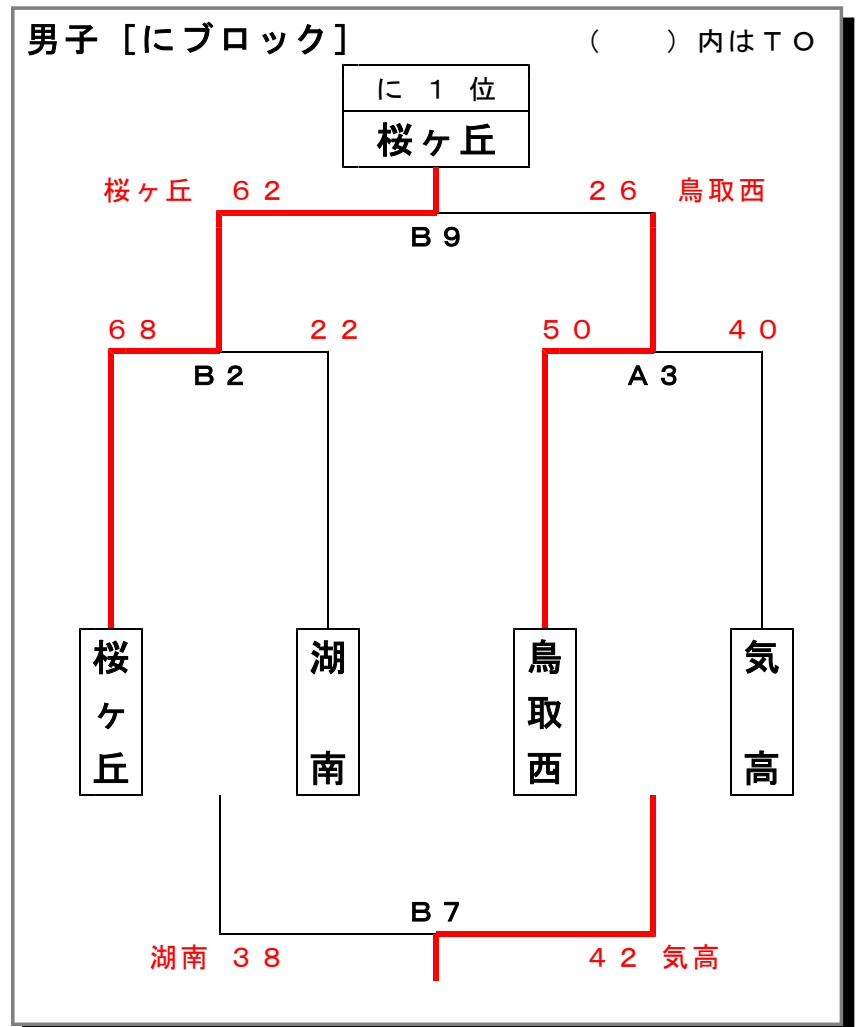 男子［にブロック］ （　　）内はＴＯ
に １ 位
桜ヶ丘
桜ヶ丘 ６２ ２６ 鳥取西
Ｂ９
６８ ２２ ５０ ４０
Ｂ２ Ａ３
桜ヶ丘
湖南
鳥取西
気高
Ｂ７
湖南 ３８ ４２ 気高